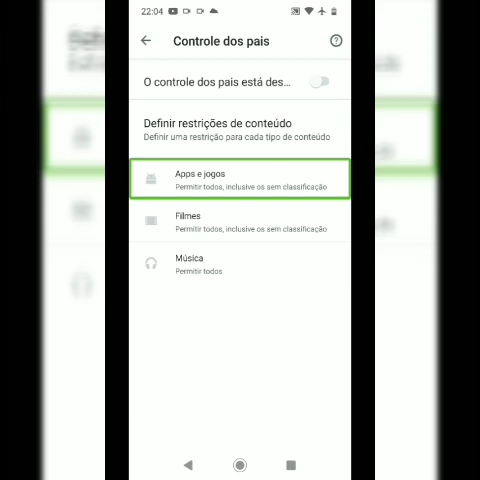 22:04
Controle dos pais
O controle dos pais está des...
Definir restrições de conteúdo
Definir uma restrição para cada tipo de conteúdo
Apps e jogos
Permitir todos, inclusive os sem classificação
Filmes
Permitir todos, inclusive os sem classificação
Música
Permitir todos